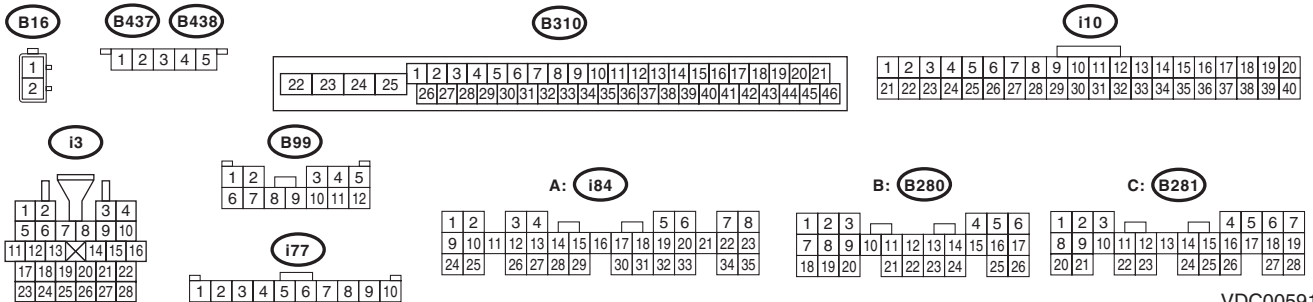 B16 B437 B438 B310 i10
1 2 3 4 5
1
2
22 23 24 25
1 2 3 4 5 6 7 8 9 10 11 12 13 14 15 16 17 18 19 20 21
26 27 28 29 30 31 32 33 34 35 36 37 38 39 40 41 42 43 44 45 46
1 2 3 4 5 6 7 8 9 10 11 12 13 14 15 16 17 18 19 20
21 22 23 24 25 26 27 28 29 30 31 32 33 34 35 36 37 38 39 40
i3
1 2 3 4
5 6 7 8 9 10
11 12 13 14 15 16
17 18 19 20 21 22
23 24 25 26 27 28
B99
1 2 3 4 5
6 7 8 9 10 11 12
i77
1 2 3 4 5 6 7 8 9 10
A: i84
1 2 3 4 5 6 7 8
9 10 11 12 13 14 15 16 17 18 19 20 21 22 23
24 25 26 27 28 29 30 31 32 33 34 35
B: B280
1 2 3 4 5 6
7 8 9 10 11 12 13 14 15 16 17
18 19 20 21 22 23 24 25 26
C: B281
1 2 3 4 5 6 7
8 9 10 11 12 13 14 15 16 17 18 19
20 21 22 23 24 25 26 27 28